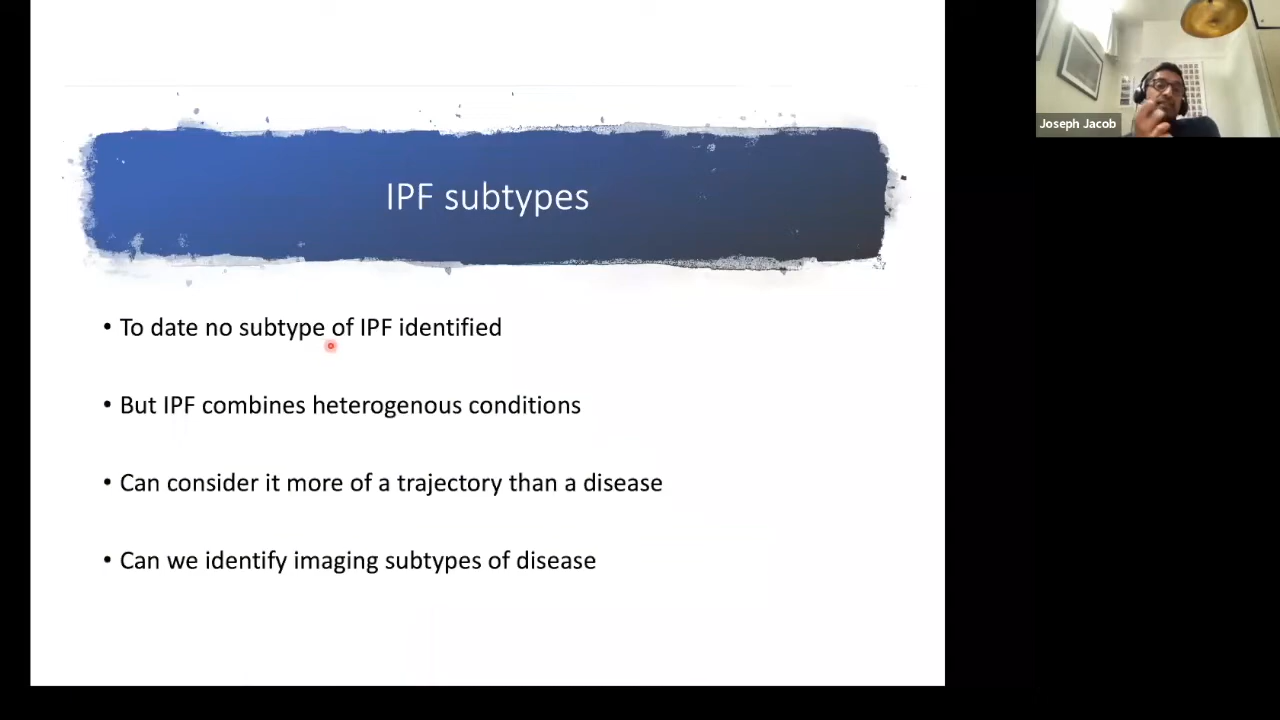 IPF subtypes
• To date no subtype of IPF identified
• But IPF combines heterogenous conditions
• Can consider it more of a trajectory than a disease
• Can we identify imaging subtypes of disease
Joseph Jacob